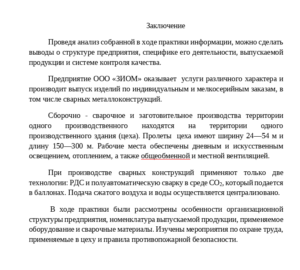 Заключение
Проведя анализ собранной в ходе практики информации, можно сделать
выводы о структуре предприятия, специфике его деятельности, выпускаемой
продукции и системе контроля качества.
Предприятие ООО «ЗИОМ» оказывает услуги различного характера и
производит выпуск изделий по индивидуальным и мелкосерийным заказам, в
том числе сварных металлоконструкций.
Сборочно - сварочное и заготовительное производства территории
одного производственного находятся на территории одного
производственного здания (цеха). Пролеты цеха имеют ширину 24—54 м и
длину 150—300 м. Рабочие места обеспечены дневным и искусственным
освещением, отоплением, а также общеобменной и местной вентиляцией.
При производстве сварных конструкций применяют только две
технологии: РДС и полуавтоматическую сварку в среде CO₂, который подается
в баллонах. Подача сжатого воздуха и воды осуществляется централизовано.
В ходе практики были рассмотрены особенности организационной
структуры предприятия, номенклатура выпускаемой продукции, применяемое
оборудование и сварочные материалы. Изучены мероприятия по охране труда,
применяемые в цеху и правила противопожарной безопасности.